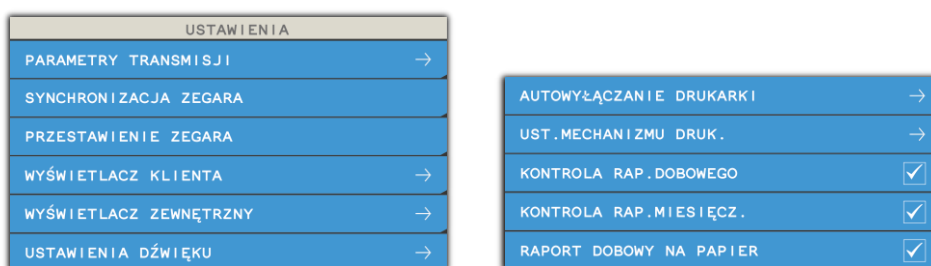 USTAWIENIA
PARAMETRY TRANSMISJI
SYNCHRONIZACJA ZEGARA
PRZESTAWIENIE ZEGARA
WYŚWIETLACZ KLIENTA
WYŚWIETLACZ ZEWNĘTRZNY
USTAWIENIA DŹWIĘKU
AUTOWYŁĄCZANIE DRUKARKI
UST.MECHANIZMU DRUK.
KONTROLA RAP.DOBOWEGO
KONTROLA RAP.MIESIĘCZ.
RAPORT DOBOWY NA PAPIER